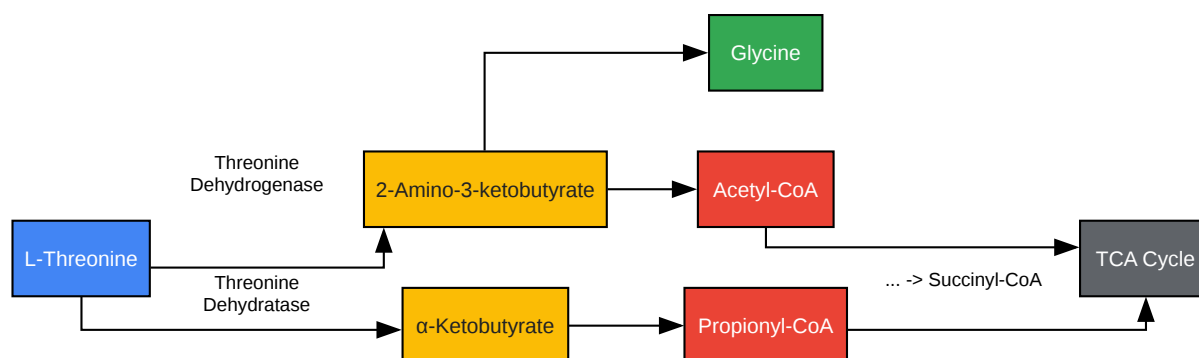 Glycine
Threonine
Dehydrogenase
2-Amino-3-ketobutyrate
Acetyl-CoA
L-Threonine
TCA Cycle
Threonine
Dehydratase
... -> Succinyl-CoA
α-Ketobutyrate
Propionyl-CoA